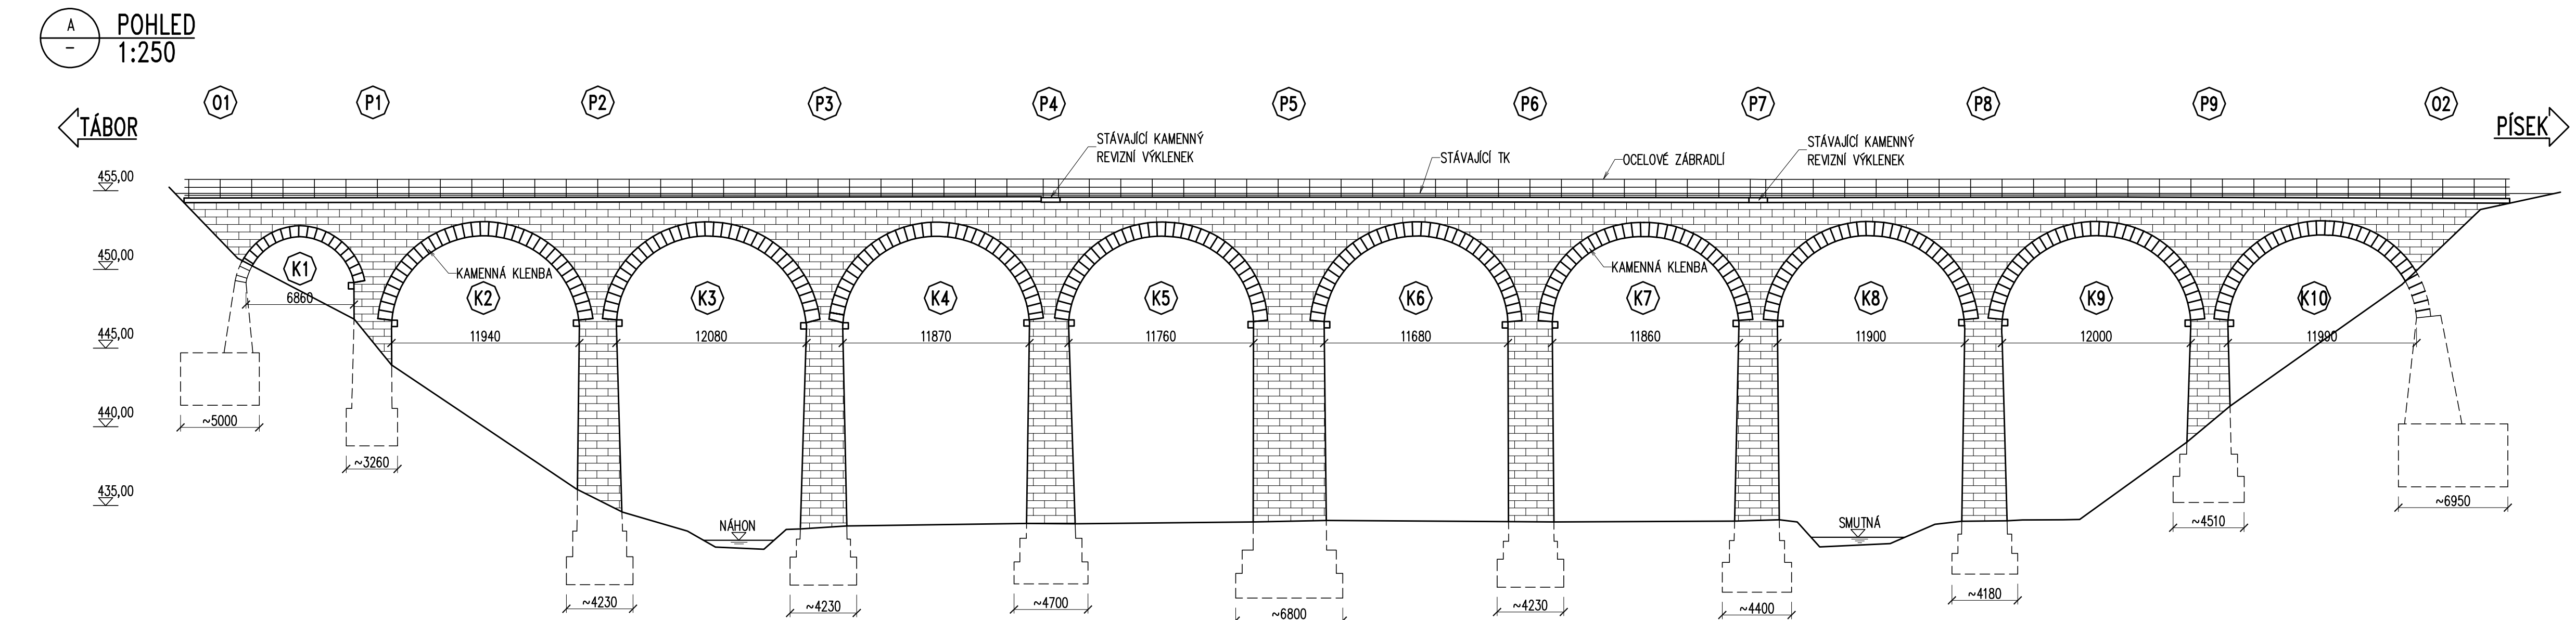 A
POHLED
–
1:250
O1
P1
P2
P3
P4
P5
P6
P7
P8
P9
O2
TÁBOR
PÍSEK
STÁVAJÍCÍ KAMENNÝ
REVIZNÍ VÝKLENEK
STÁVAJÍCÍ TK
OCELOVÉ ZÁBRADLÍ
STÁVAJÍCÍ KAMENNÝ
REVIZNÍ VÝKLENEK
455,00
450,00
445,00
440,00
435,00
KAMENNÁ KLENBA
KAMENNÁ KLENBA
K1
K2
K3
K4
K5
K6
K7
K8
K9
K10
6860
11940
12080
11870
11760
11680
11860
11900
12000
11990
NÁHON
SMUTNÁ
~5000
~3260
~4230
~4230
~4700
~6800
~4230
~4400
~4180
~4510
~6950